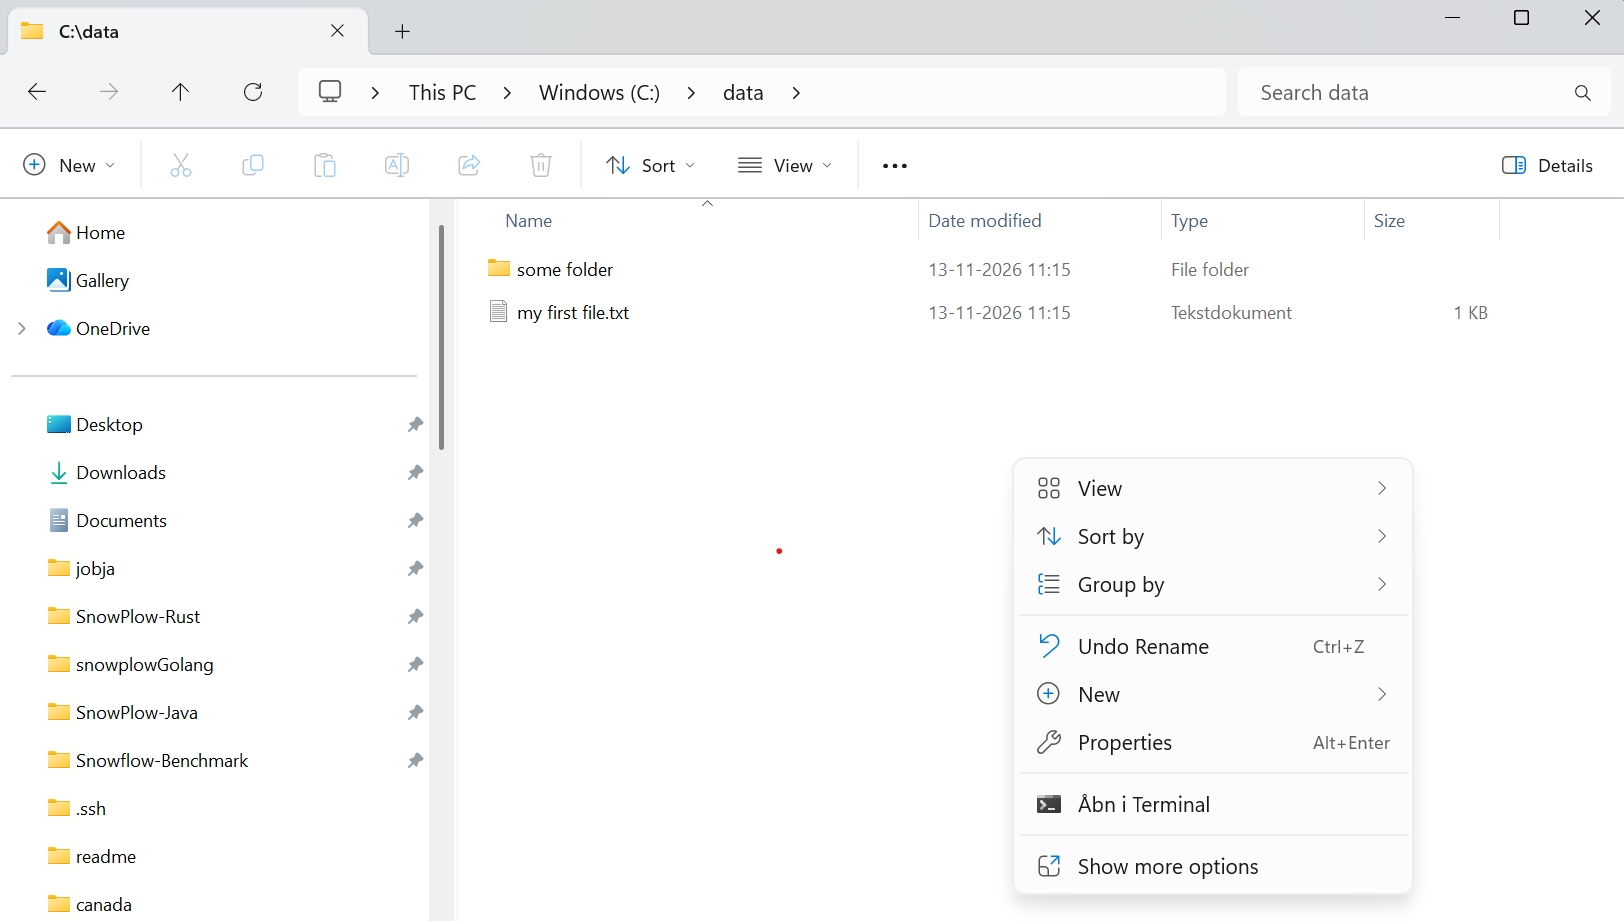 C:\data
This PC
Windows (C:)
data
Search data
New
Sort
View
Details
Name
Date modified
Type
Size
some folder
13-11-2026 11:15
File folder
my first file.txt
13-11-2026 11:15
Tekstdokument
1 KB
Home
Gallery
OneDrive
Desktop
Downloads
Documents
jobja
SnowPlow-Rust
snowplowGolang
SnowPlow-Java
Snowflow-Benchmark
.ssh
readme
canada
View
Sort by
Group by
Undo Rename Ctrl+Z
New
Properties Alt+Enter
Åbn i Terminal
Show more options